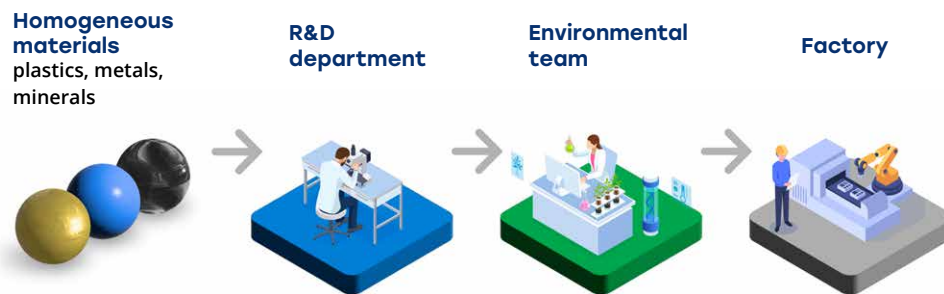 Homogeneous
materials
plastics, metals,
minerals
R&D
department
Environmental
team
Factory